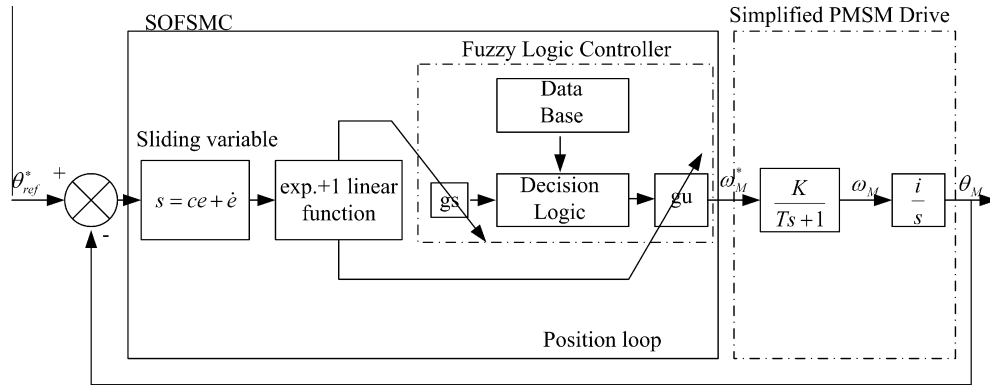 Simplified PMSM Drive
SOFSMC
Fuzzy Logic Controller
Data
Base
Sliding variable
θ*ref
+
-
s = ce + ė
exp.+1 linear
function
gs
Decision
Logic
gu
ω*M
K
Ts+1
ωM
i
s
θM
Position loop